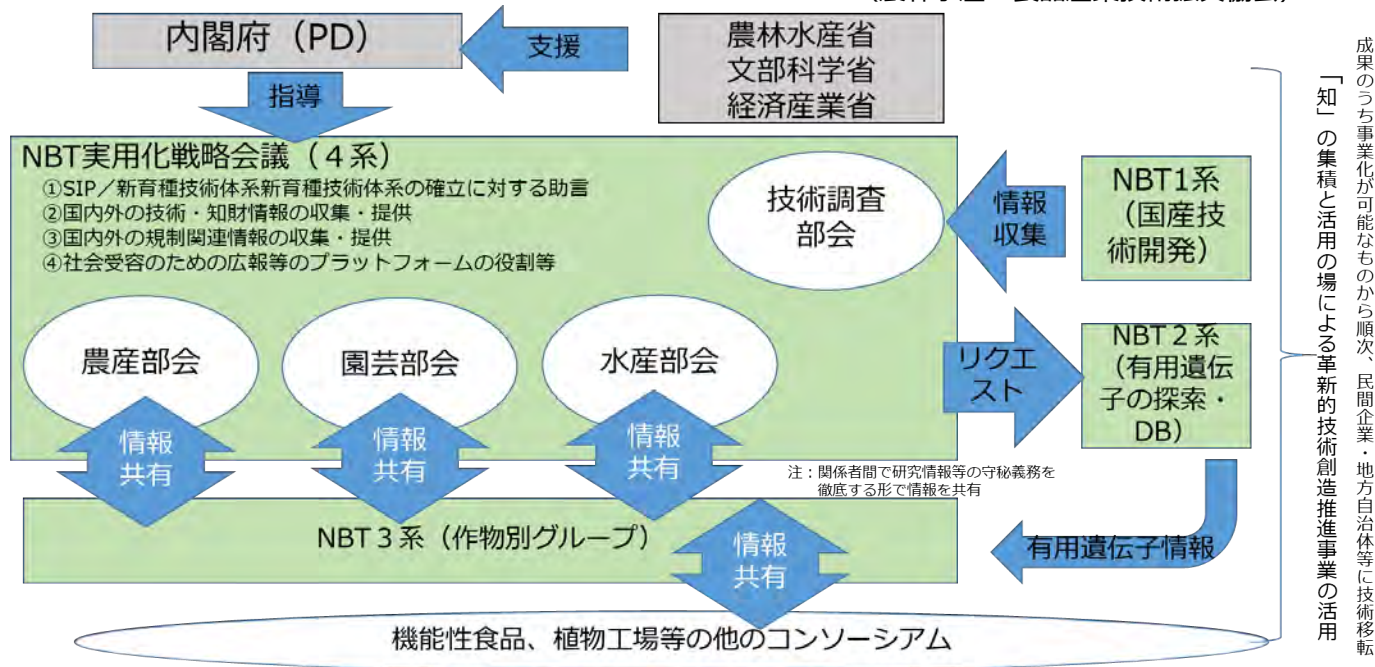 内閣府（PD）
支援
農林水産省
文部科学省
経済産業省
指導
NBT実用化戦略会議（４系）
①SIP／新育種技術体系新育種技術体系の確立に対する助言
②国内外の技術・知財情報の収集・提供
③国内外の規制関連情報の収集・提供
④社会受容のための広報等のプラットフォームの役割等
技術調査
部会
情報
収集
NBT1系
（国産技
術開発）
農産部会
園芸部会
水産部会
リクエ
スト
NBT２系
（有用遺伝
子の探索・
DB）
情報
共有
情報
共有
情報
共有
注：関係者間で研究情報等の守秘義務を
徹底する形で情報を共有
NBT３系（作物別グループ）
情報
共有
有用遺伝子情報
機能性食品、植物工場等の他のコンソーシアム
成果のうち事業化が可能なものから順次、民間企業・地方自治体等に技術移転
「知」の集積と活用の場による革新的技術創造推進事業の活用